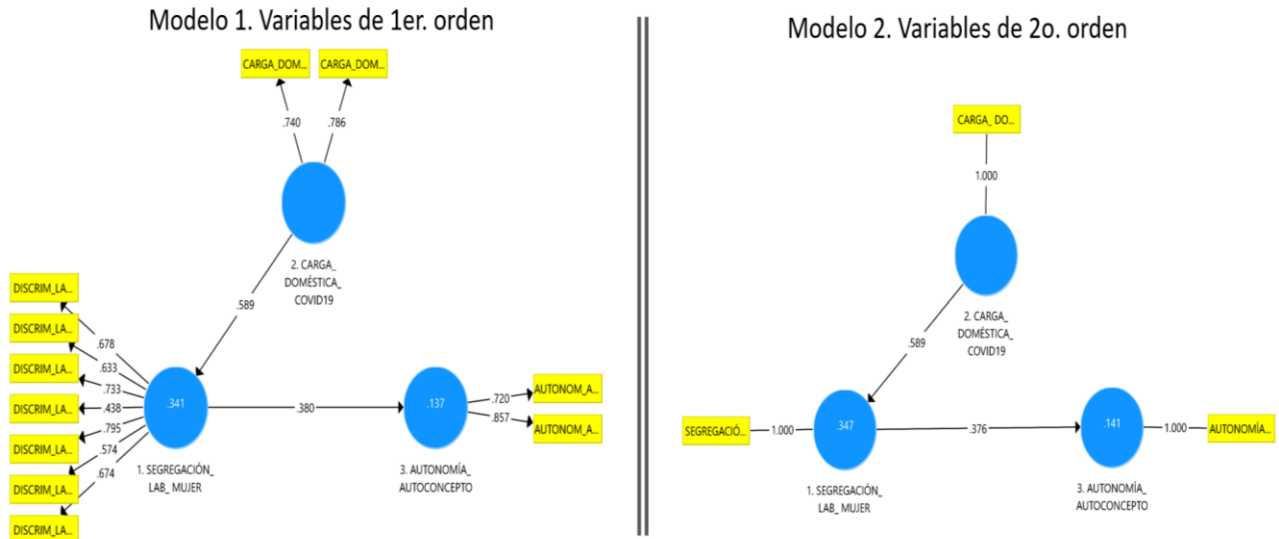 Modelo 1. Variables de 1er. orden
CARGA_DOM...
CARGA_DOM...
.740
.786
2. CARGA_
DOMÉSTICA_
COVID19
.589
DISCRIM_LA...
DISCRIM_LA...
DISCRIM_LA...
DISCRIM_LA...
DISCRIM_LA...
DISCRIM_LA...
DISCRIM_LA...
.678
.633
.733
.438
.795
.574
.674
.341
1. SEGREGACIÓN_
LAB_ MUJER
.380
.137
3. AUTONOMÍA_
AUTOCONCEPTO
.720
.857
AUTONOM_A...
AUTONOM_A...
Modelo 2. Variables de 2o. orden
CARGA_ DO...
1.000
2. CARGA_
DOMÉSTICA_
COVID19
.589
SEGREGACIÓ...
1.000
.347
1. SEGREGACIÓN_
LAB_ MUJER
.376
.141
3. AUTONOMÍA_
AUTOCONCEPTO
1.000
AUTONOMÍA...